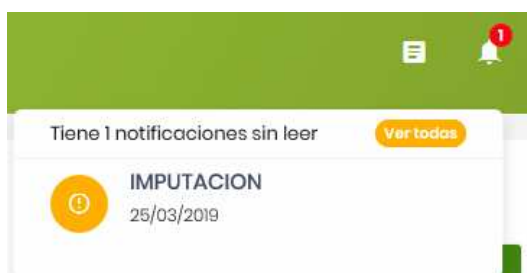 1
Tiene 1 notificaciones sin leer
Ver todas
IMPUTACION
25/03/2019